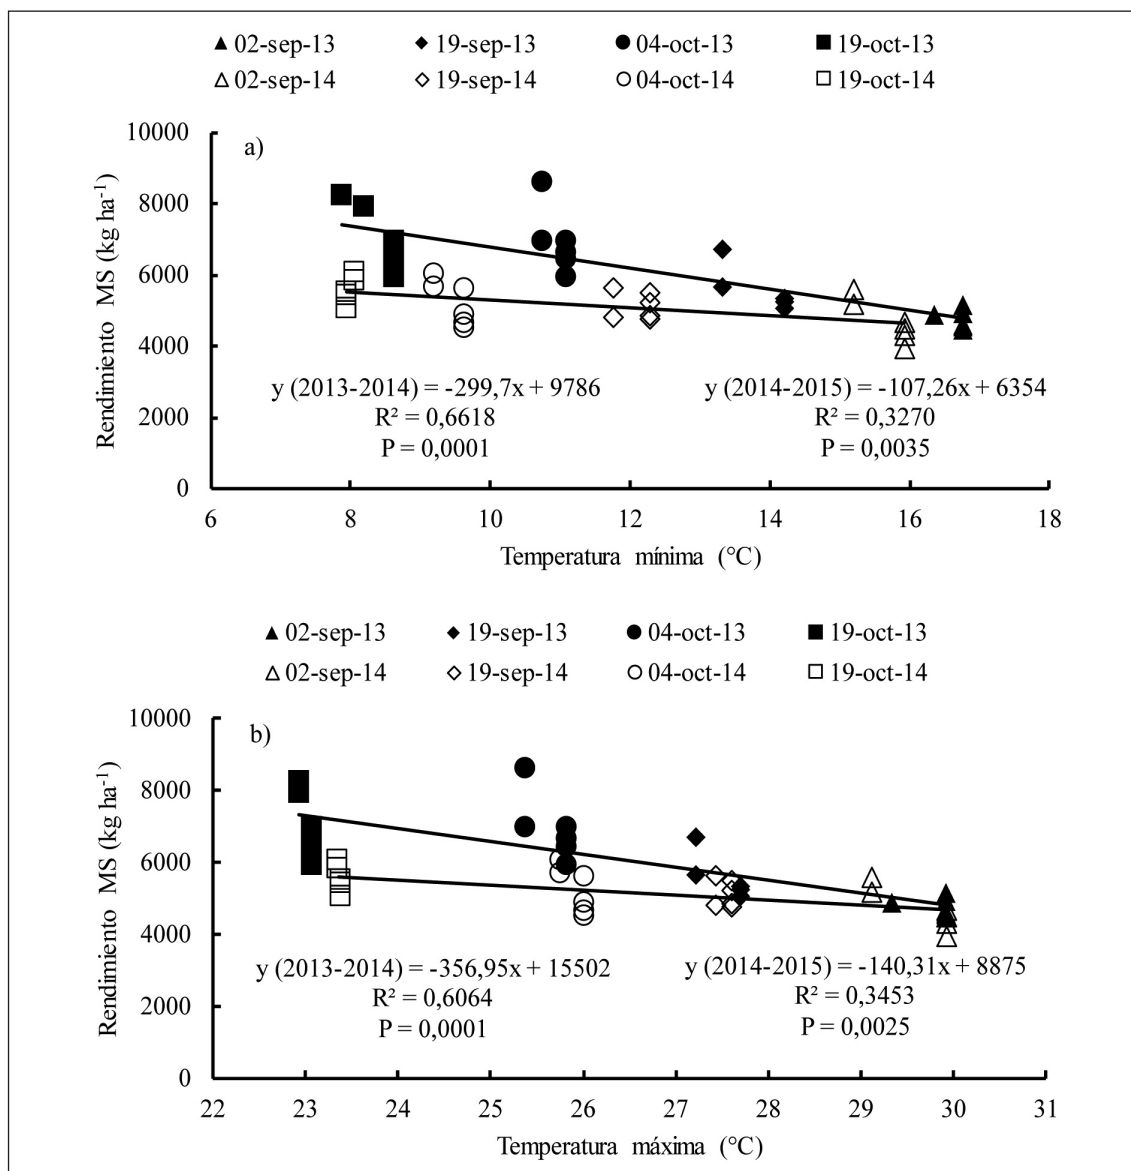 ▲ 02-sep-13 ◆ 19-sep-13 ● 04-oct-13 ■ 19-oct-13
△ 02-sep-14 ◇ 19-sep-14 ○ 04-oct-14 □ 19-oct-14
a)
Rendimiento MS (kg ha⁻¹)
10000
8000
6000
4000
2000
0
y (2013-2014) = -299,7x + 9786
R² = 0,6618
P = 0,0001
y (2014-2015) = -107,26x + 6354
R² = 0,3270
P = 0,0035
6 8 10 12 14 16 18
Temperatura mínima (°C)
▲ 02-sep-13 ◆ 19-sep-13 ● 04-oct-13 ■ 19-oct-13
△ 02-sep-14 ◇ 19-sep-14 ○ 04-oct-14 □ 19-oct-14
b)
Rendimiento MS (kg ha⁻¹)
10000
8000
6000
4000
2000
0
y (2013-2014) = -356,95x + 15502
R² = 0,6064
P = 0,0001
y (2014-2015) = -140,31x + 8875
R² = 0,3453
P = 0,0025
22 23 24 25 26 27 28 29 30 31
Temperatura máxima (°C)